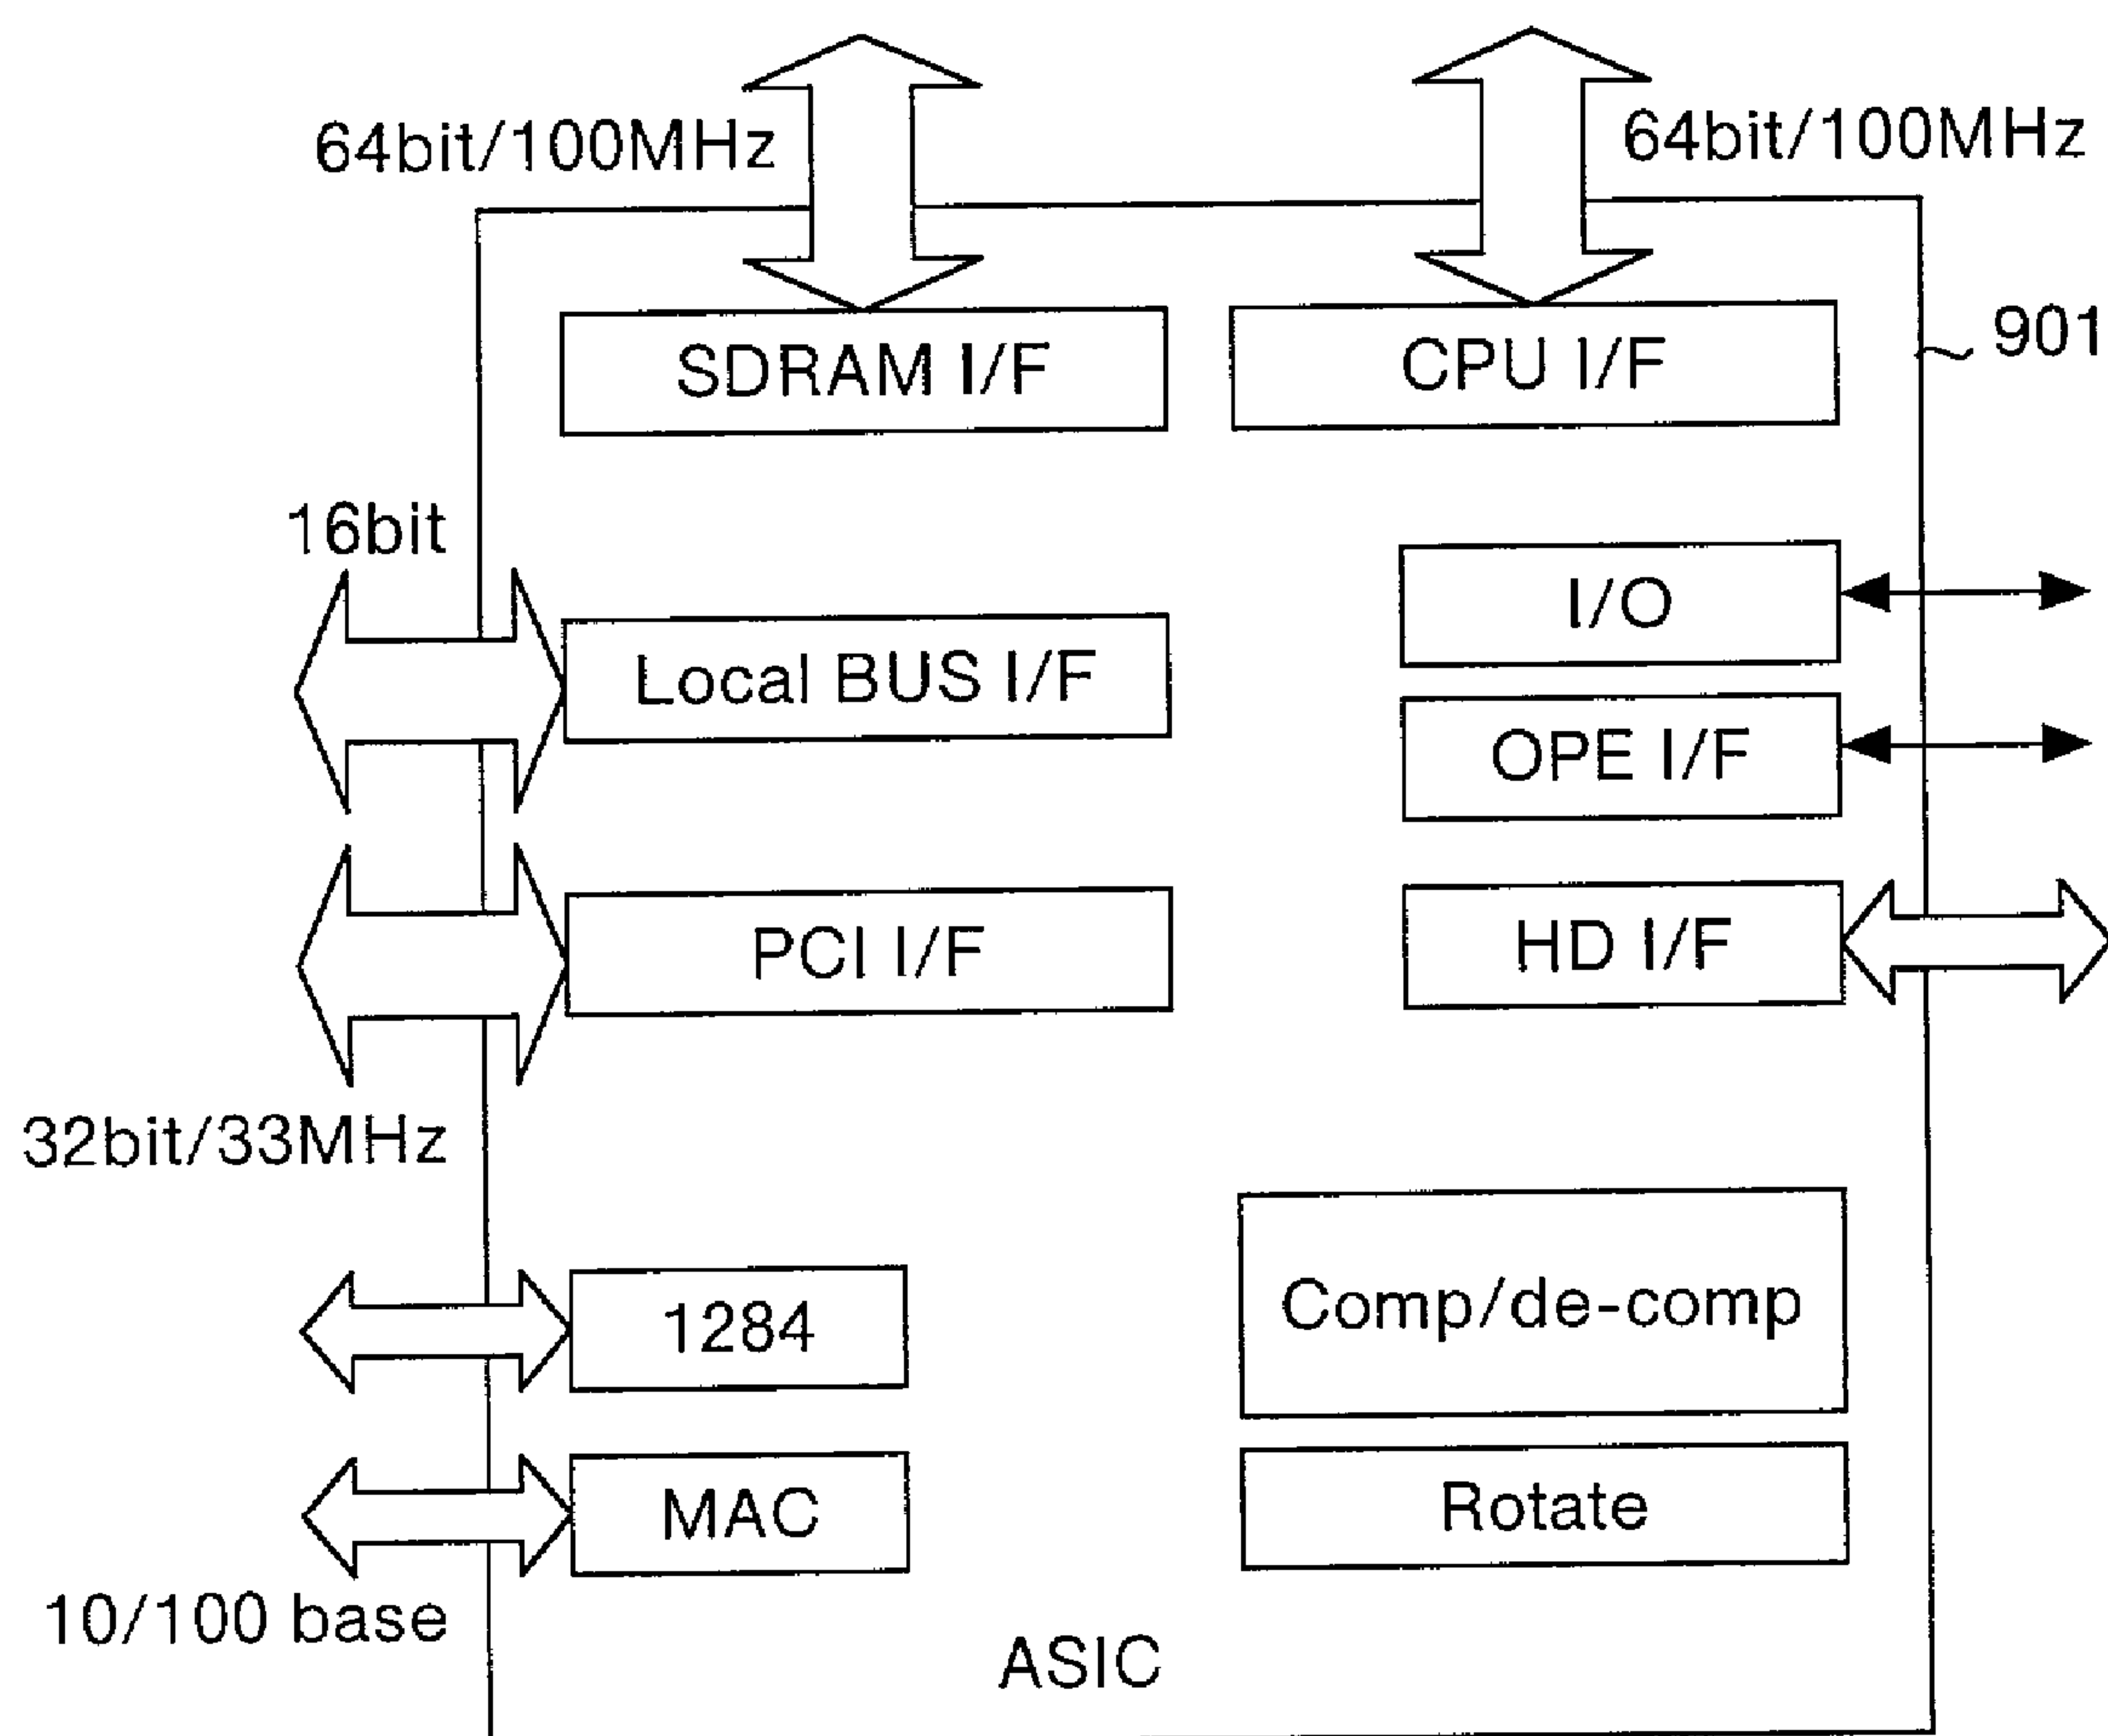 64bit/100MHz
64bit/100MHz
SDRAM I/F
CPU I/F
901
16bit
I/O
Local BUS I/F
OPE I/F
PCI I/F
HD I/F
32bit/33MHz
1284
Comp/de-comp
MAC
Rotate
10/100 base
ASIC